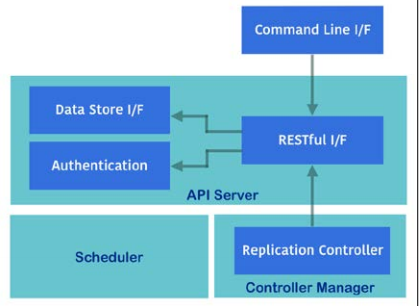 Command Line I/F
Data Store I/F
RESTful I/F
Authentication
API Server
Scheduler
Replication Controller
Controller Manager